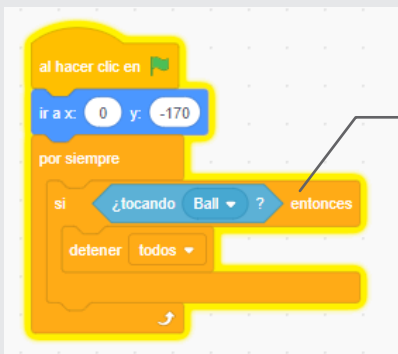 al hacer clic en
ir a x: 0 y: -170
por siempre
si ¿tocando Ball ? entonces
detener todos